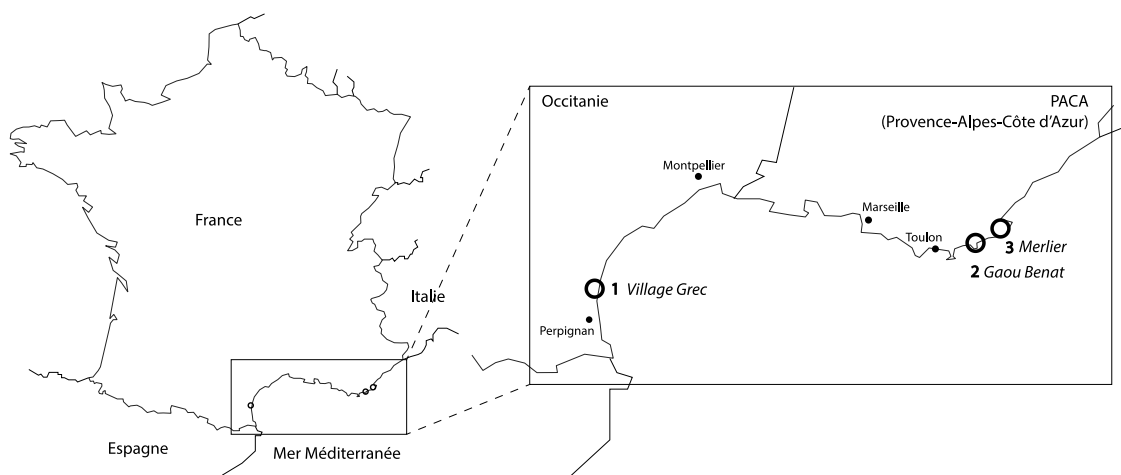 France
Italie
Espagne
Mer Méditerranée
Occitanie
PACA
(Provence-Alpes-Côte d'Azur)
Montpellier
Marseille
Toulon
3 Merlier
2 Gaou Benat
1 Village Grec
Perpignan